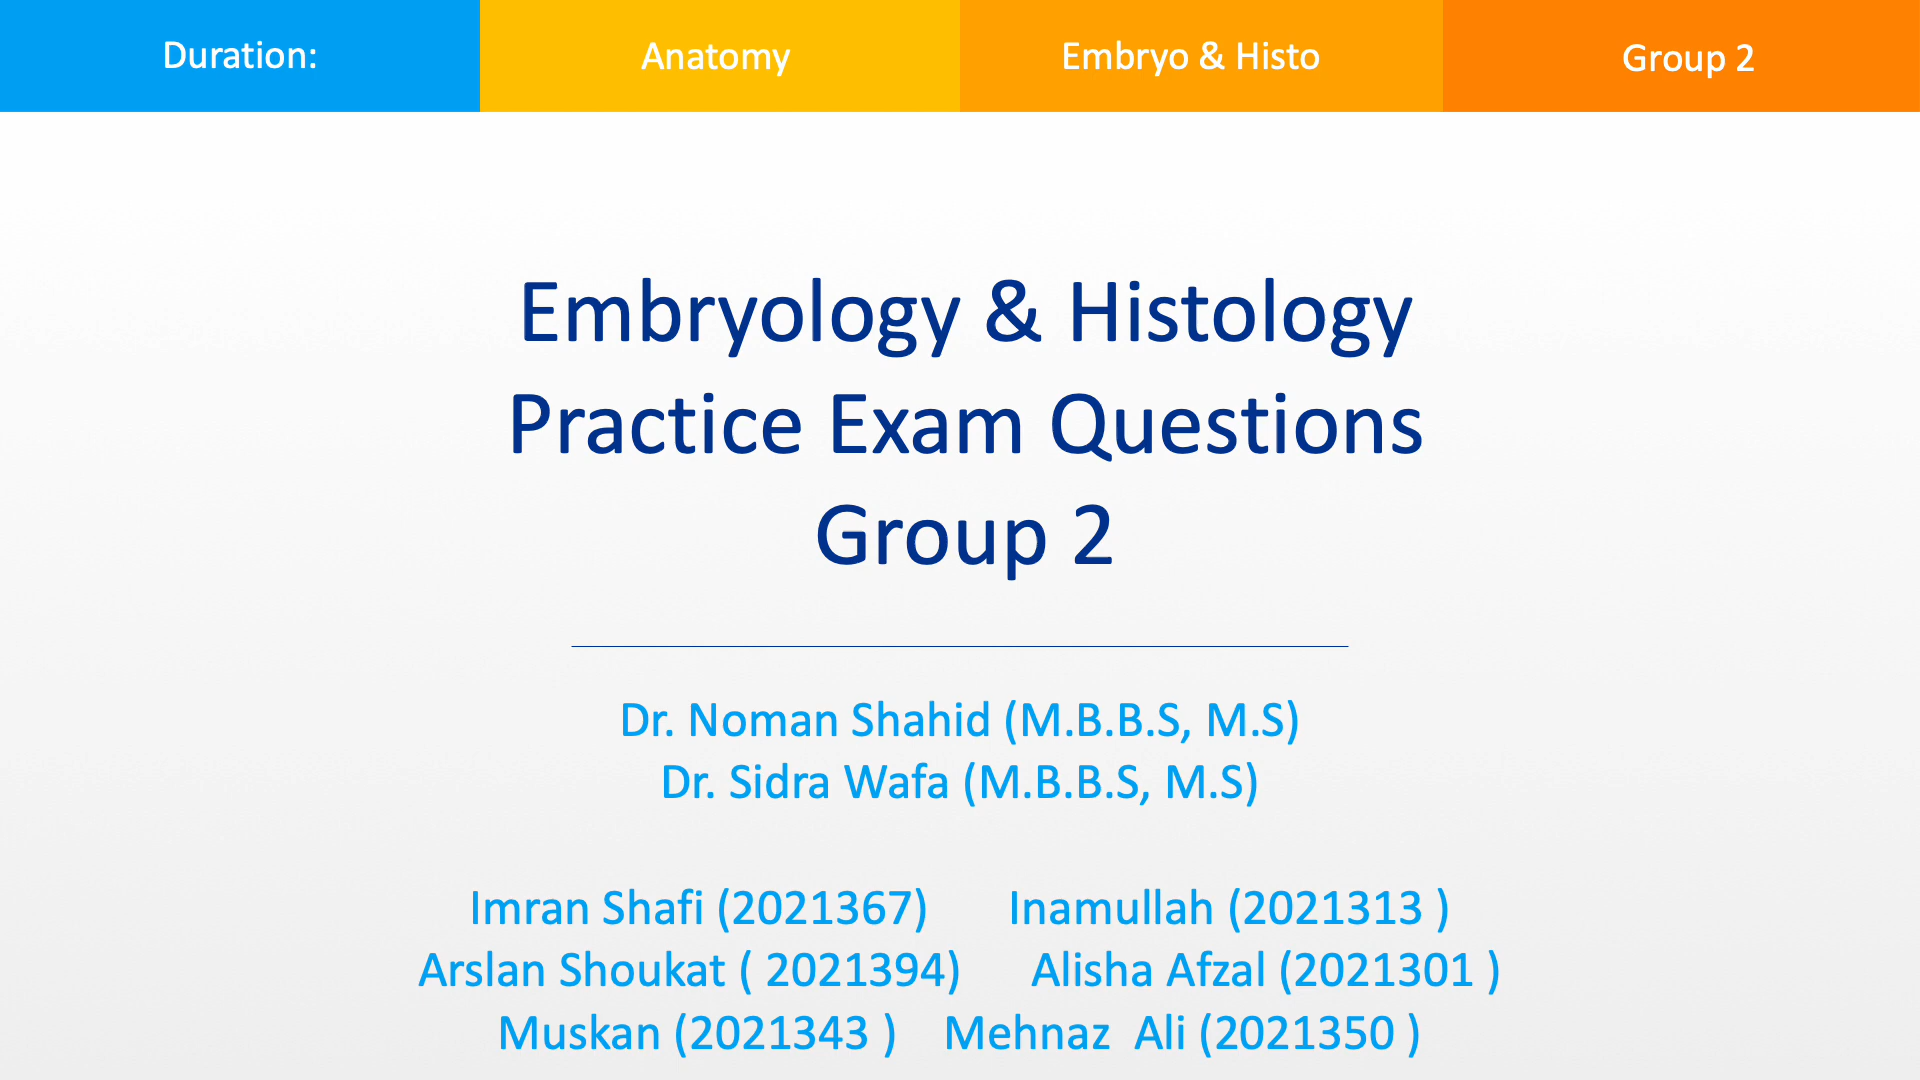 Duration:
Anatomy
Embryo & Histo
Group 2
Embryology & Histology
Practice Exam Questions
Group 2
Dr. Noman Shahid (M.B.B.S, M.S)
Dr. Sidra Wafa (M.B.B.S, M.S)
Imran Shafi (2021367) Inamullah (2021313 )
Arslan Shoukat ( 2021394) Alisha Afzal (2021301 )
Muskan (2021343 ) Mehnaz Ali (2021350 )